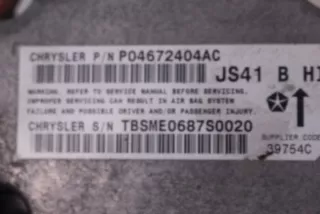 CHRYSLER P/N P04672404AC
JS41 B HI
WARNING. REFER TO SERVICE MANUAL BEFORE SERVICING.
IMPROPER SERVICING CAN RESULT IN AIR BAG SYSTEM
FAILURE AND POSSIBLE DRIVER AND/OR PASSENGER INJURY.
CHRYSLER S/N TBSME0687S0020
SUPPLIER CODE
39754C